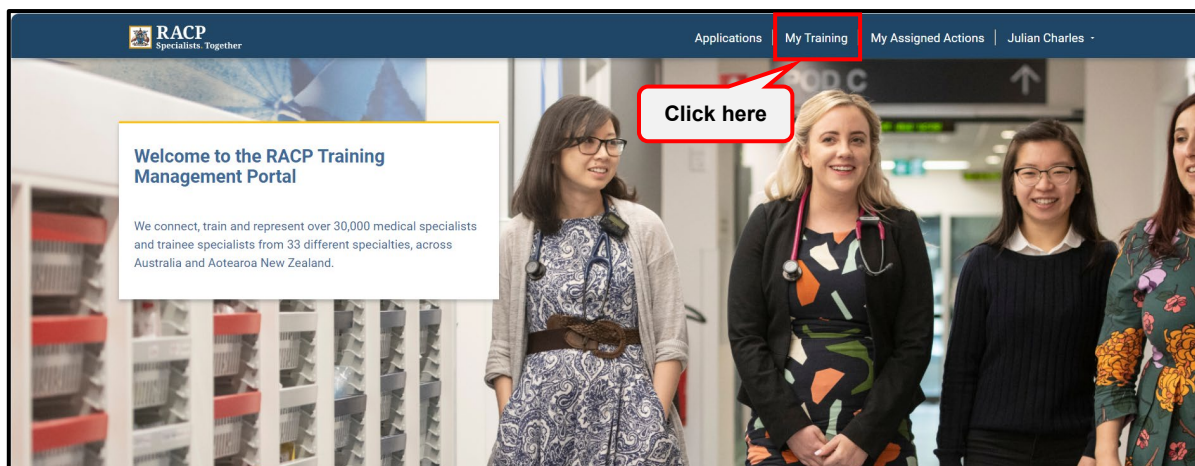 RACP
Specialists. Together
Applications | My Training | My Assigned Actions | Julian Charles
POD C
Click here
Welcome to the RACP Training
Management Portal
We connect, train and represent over 30,000 medical specialists
and trainee specialists from 33 different specialties, across
Australia and Aotearoa New Zealand.